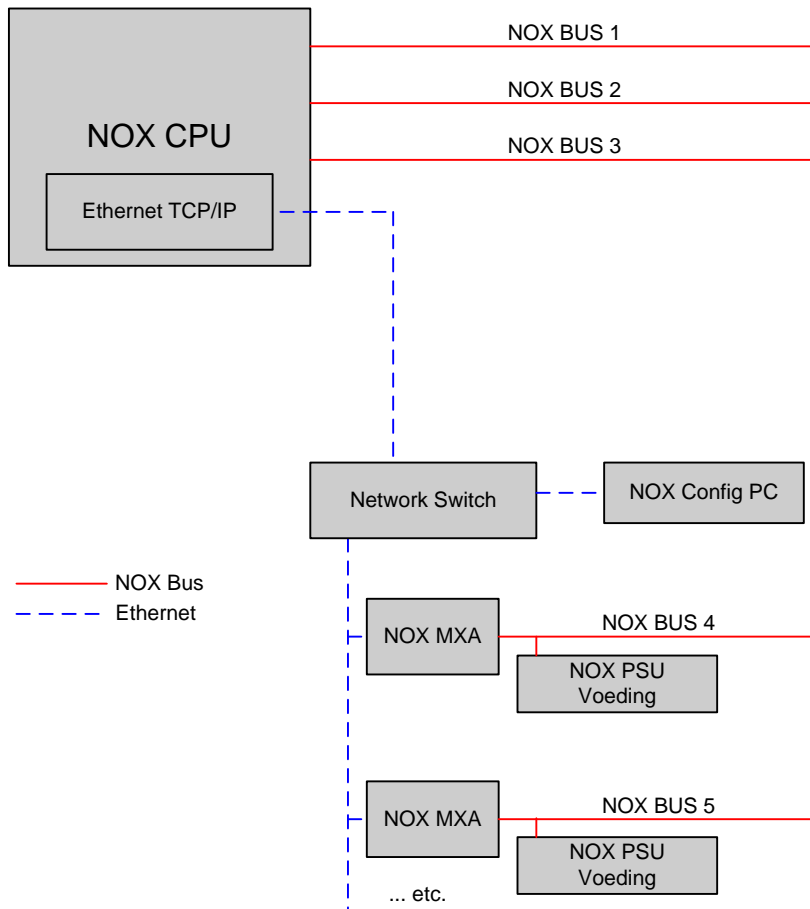 NOX BUS 1
NOX BUS 2
NOX CPU
NOX BUS 3
Ethernet TCP/IP
Network Switch
NOX Config PC
NOX Bus
Ethernet
NOX MXA
NOX BUS 4
NOX PSU
Voeding
NOX MXA
NOX BUS 5
NOX PSU
Voeding
... etc.